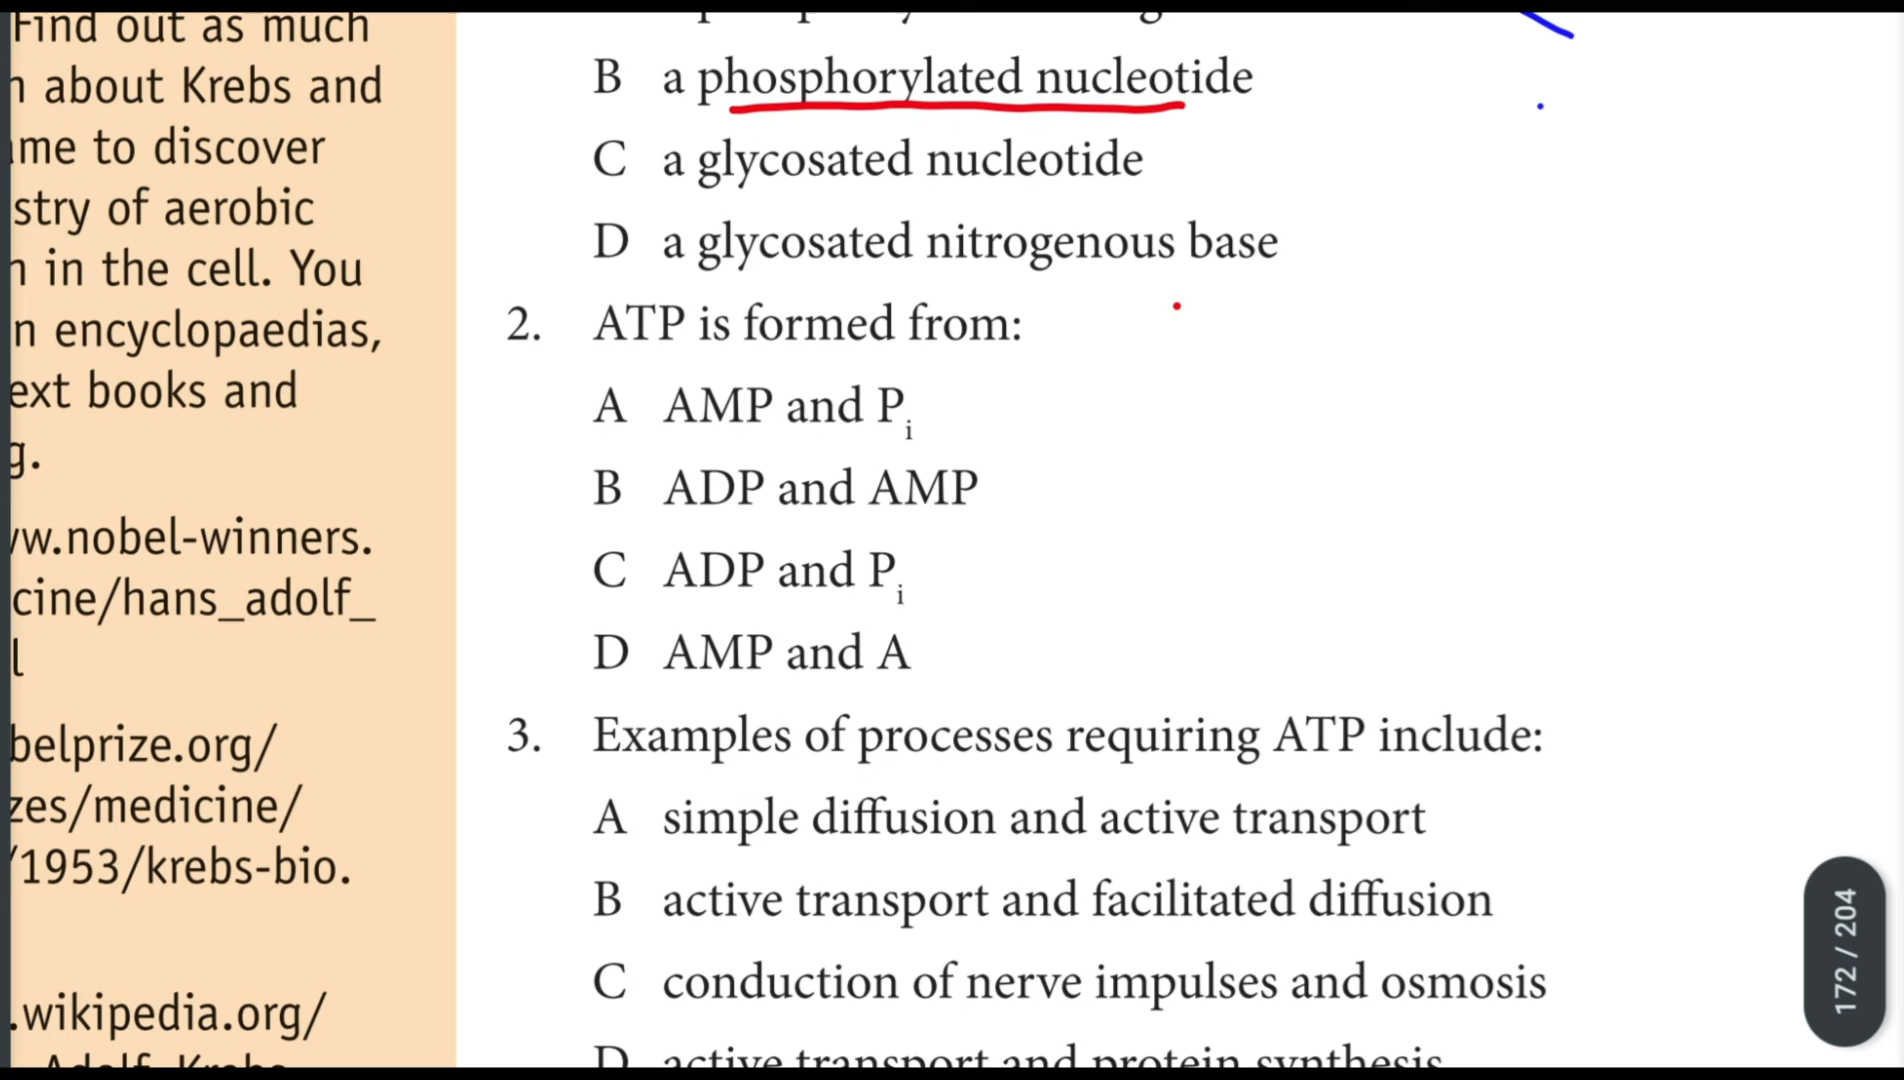 Find out as much
about Krebs and
to discover
of aerobic
in the cell. You
encyclopaedias,
books and
g.
w.nobel-winners.
cine/hans_adolf_
l
belprize.org/
zes/medicine/
/1953/krebs-bio.
.wikipedia.org/
Adolf_Krebs
B a phosphorylated nucleotide
C a glycosated nucleotide
D a glycosated nitrogenous base
2. ATP is formed from:
A AMP and Pi
B ADP and AMP
C ADP and Pi
D AMP and A
3. Examples of processes requiring ATP include:
A simple diffusion and active transport
B active transport and facilitated diffusion
C conduction of nerve impulses and osmosis
D active transport and protein synthesis
172 / 204